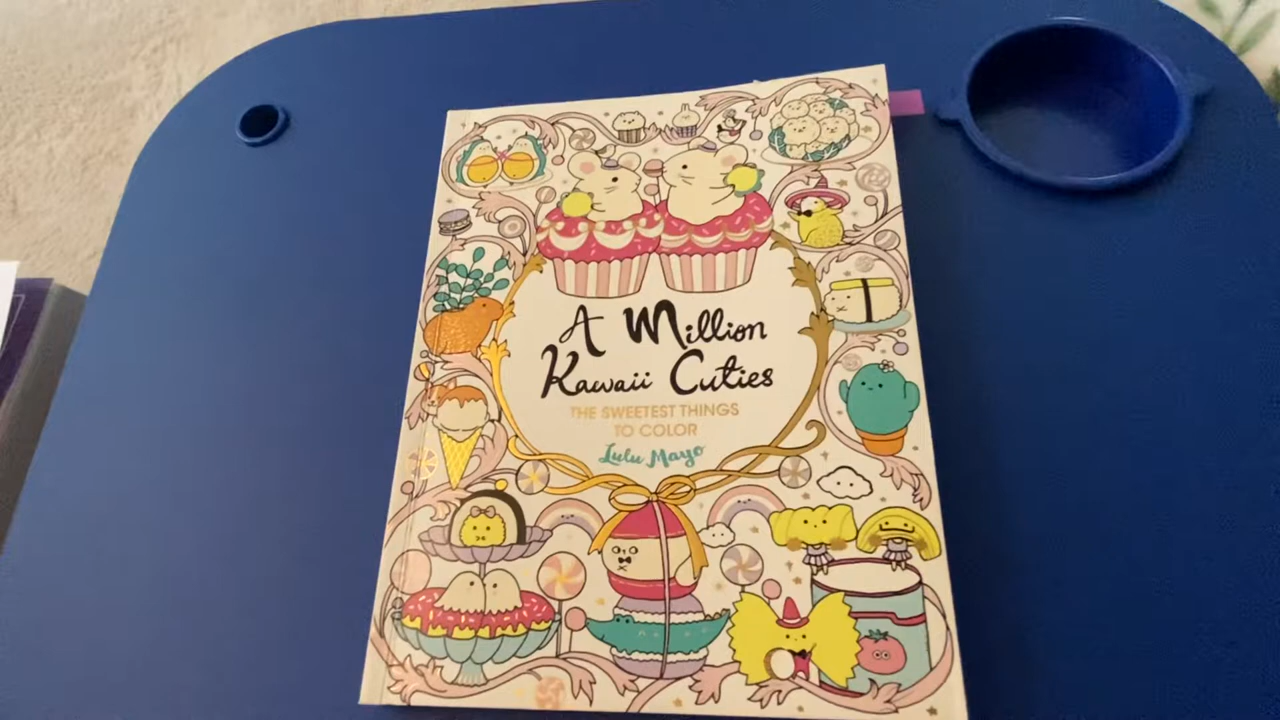 A Million
Kawaii Cuties
THE SWEETEST THINGS
TO COLOR
Lulu Mayo